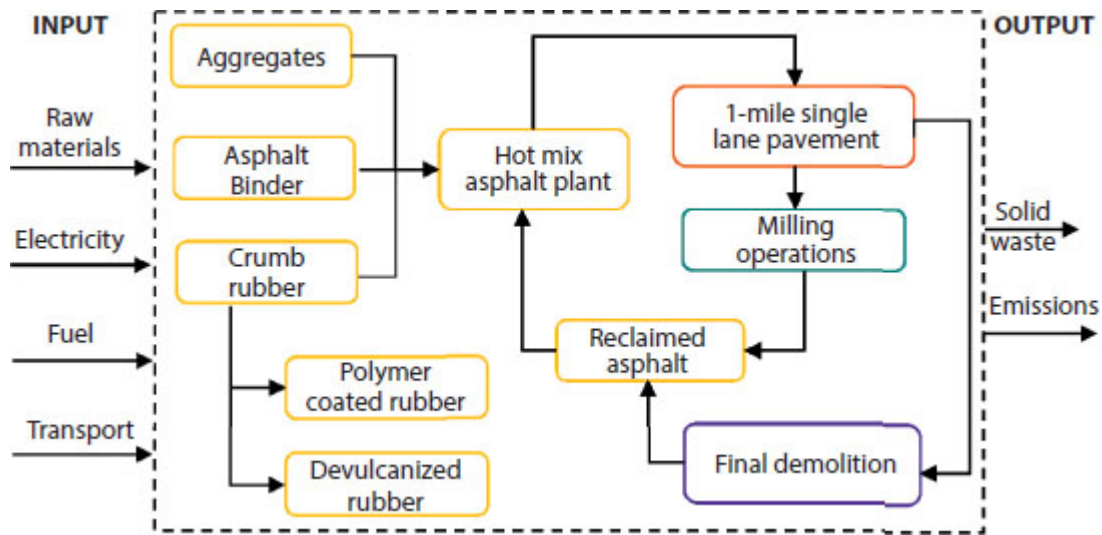 INPUT
Raw
materials
Electricity
Fuel
Transport
Aggregates
Asphalt
Binder
Crumb
rubber
Polymer
coated rubber
Devulcanized
rubber
Hot mix
asphalt plant
1-mile single
lane pavement
Milling
operations
Reclaimed
asphalt
Final demolition
OUTPUT
Solid
waste
Emissions